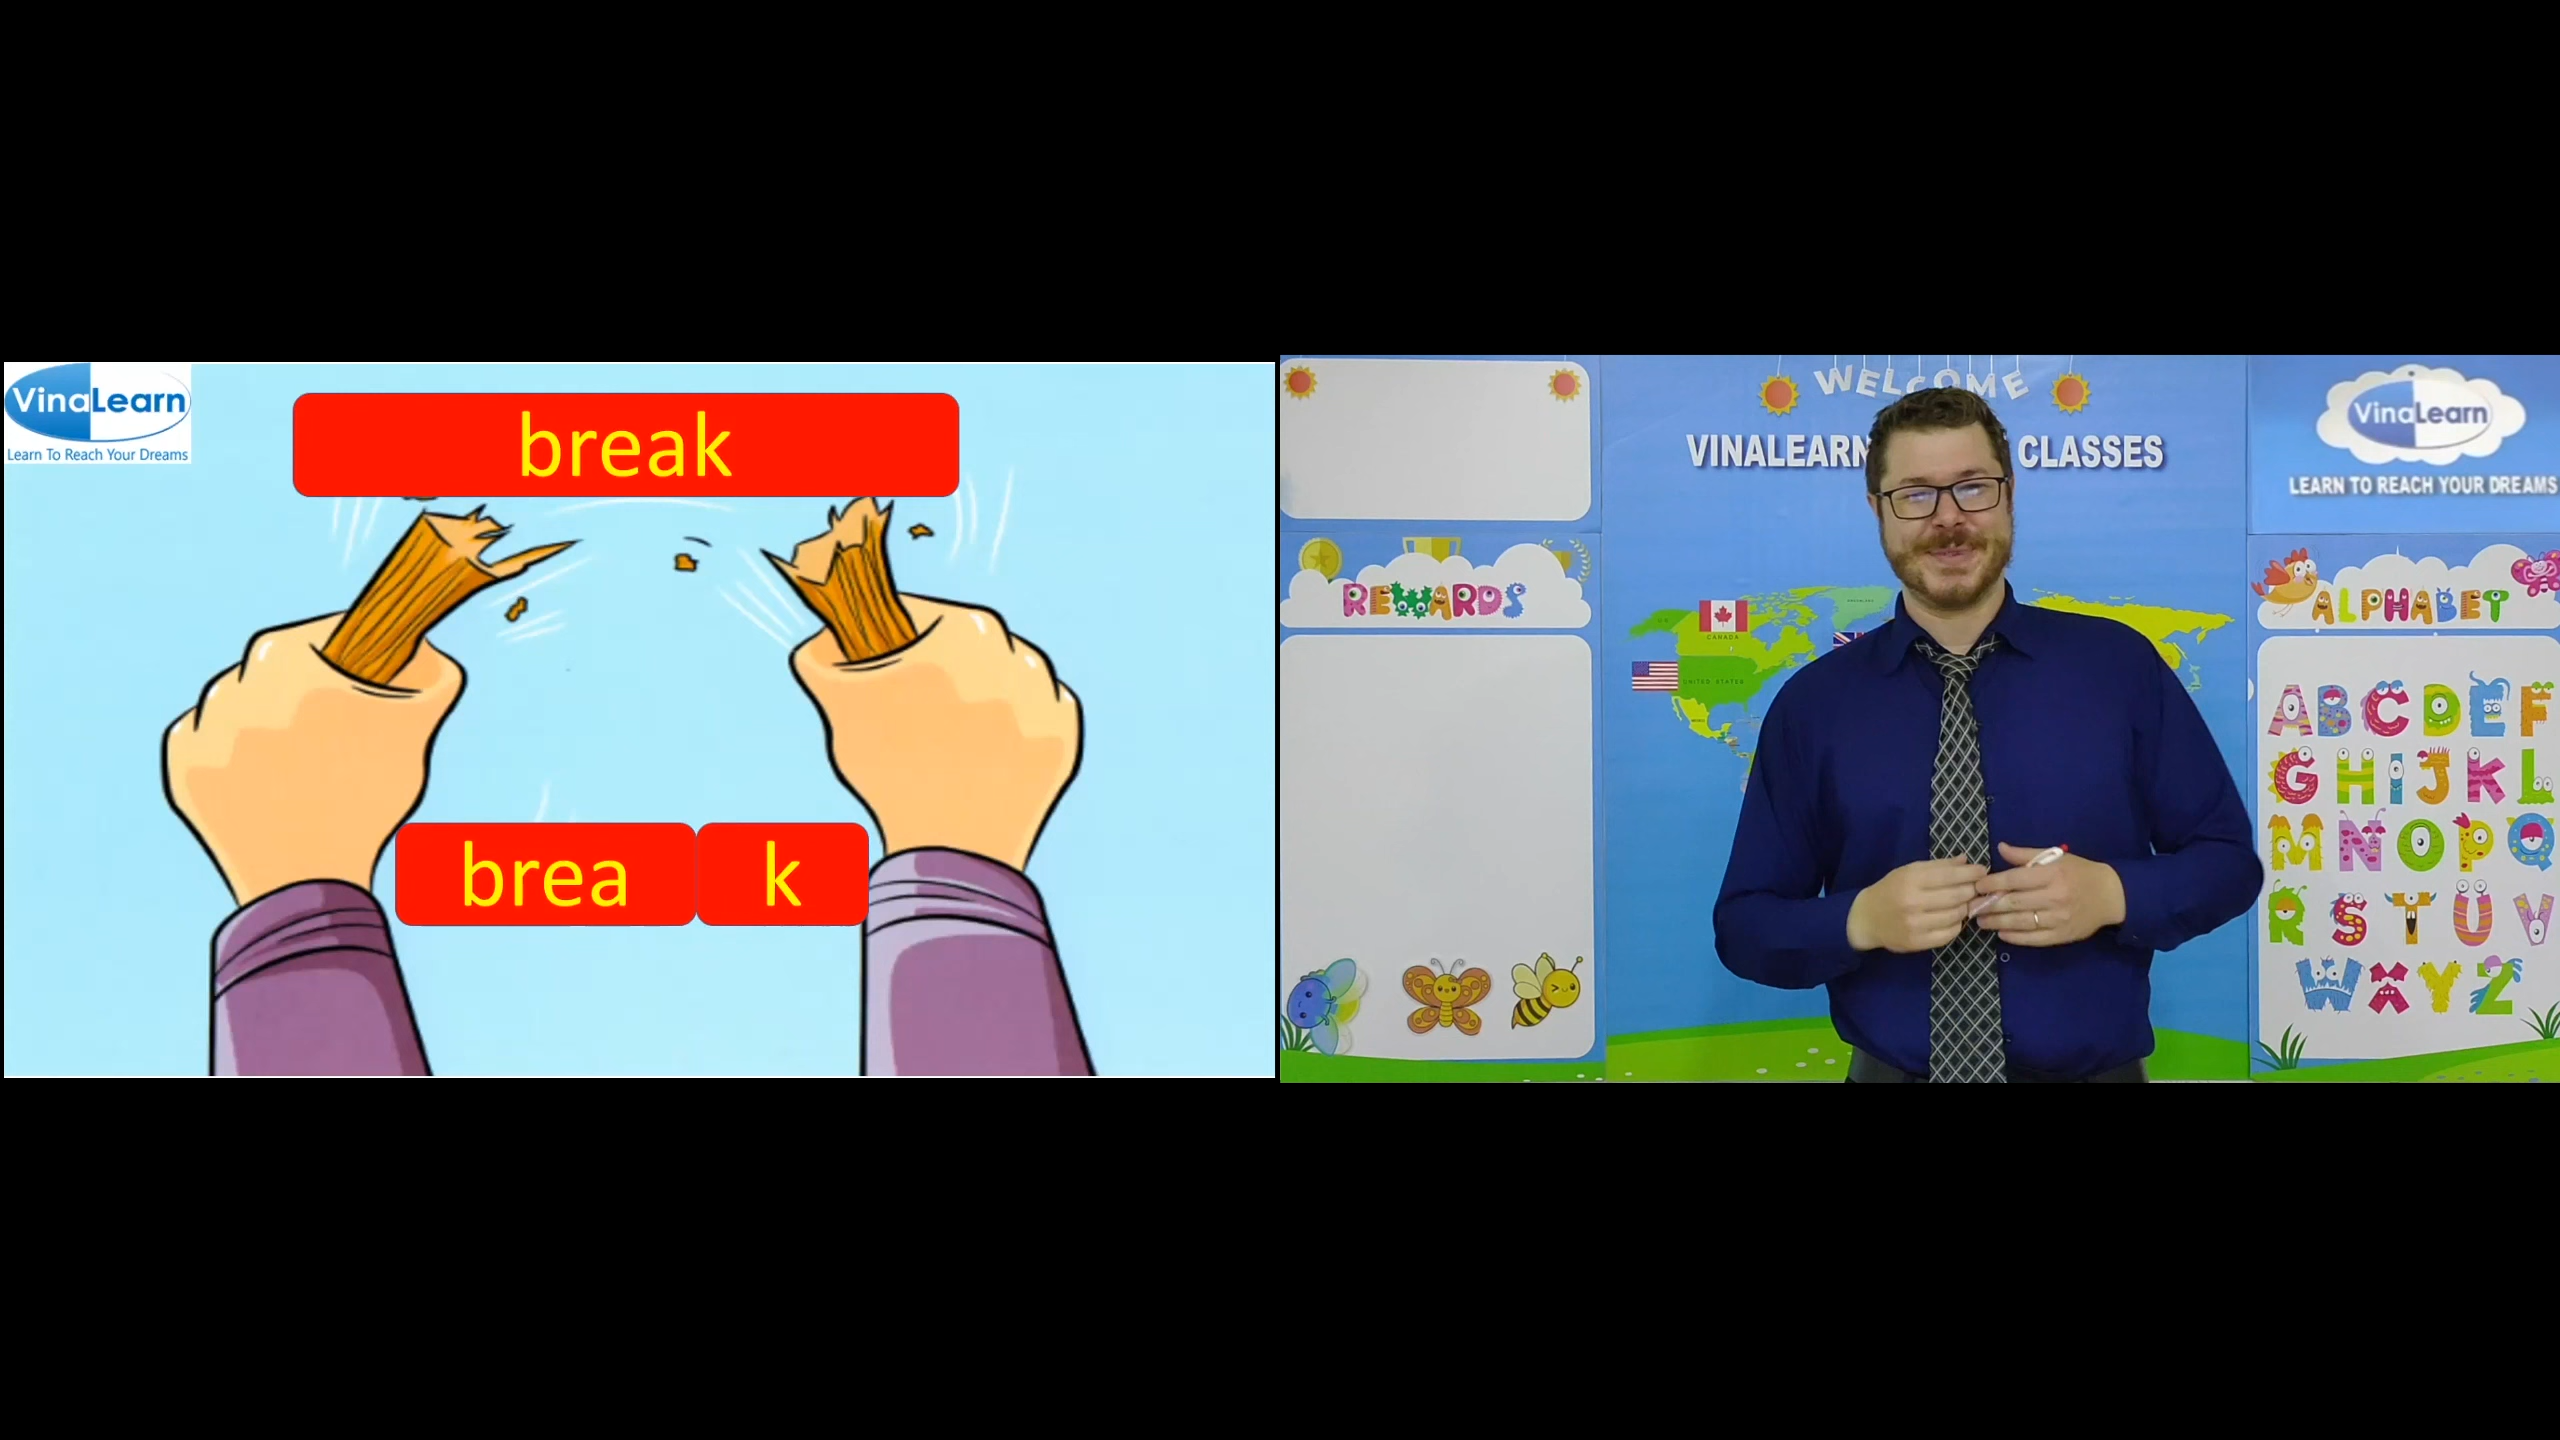 VinaLearn
Learn To Reach Your Dreams
break
brea k
WELCOME
VINALEARN CLASSES
CANADA
UNITED STATES
REWARDS
VinaLearn
LEARN TO REACH YOUR DREAMS
ALPHABET
ABCDEF
GHIJKL
MNOPQ
RSTUV
WXYZ